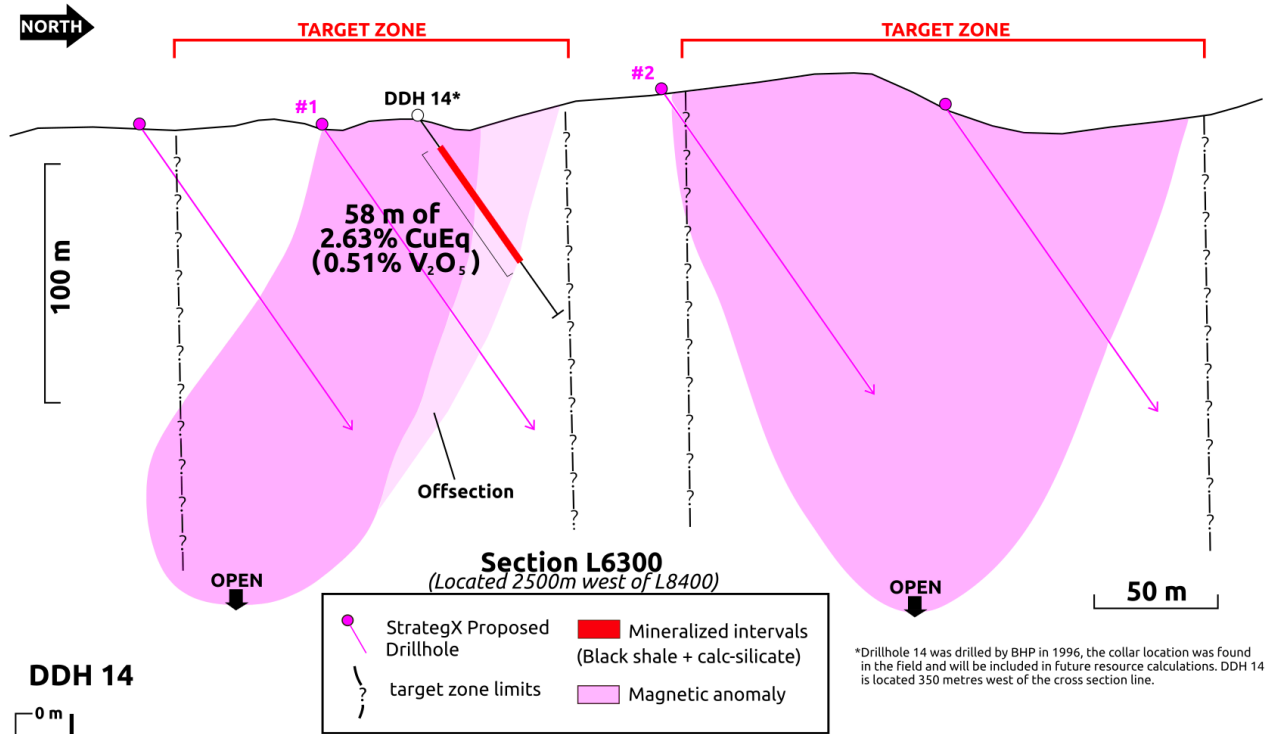 NORTH
TARGET ZONE
TARGET ZONE
#1
DDH 14*
#2
100 m
58 m of
2.63% CuEq
(0.51% V₂O₅)
Offsection
OPEN
OPEN
Section L6300
(Located 2500m west of L8400)
50 m
StrategX Proposed
Drillhole
? target zone limits
Mineralized intervals
(Black shale + calc-silicate)
Magnetic anomaly
*Drillhole 14 was drilled by BHP in 1996, the collar location was found
in the field and will be included in future resource calculations. DDH 14
is located 350 metres west of the cross section line.
DDH 14
0 m